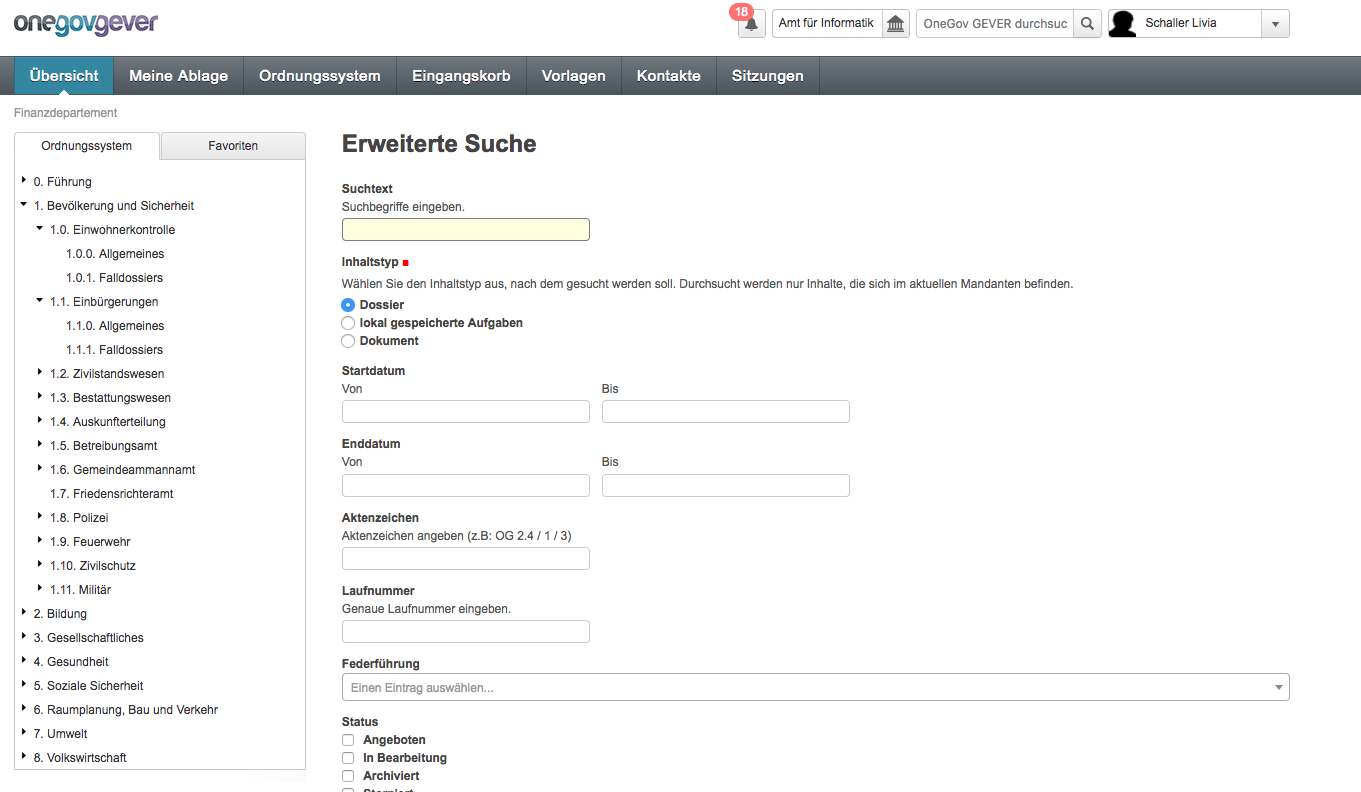 onegovgever
18
Amt für Informatik
OneGov GEVER durchsuc
Schaller Livia
Übersicht
Meine Ablage
Ordnungssystem
Eingangskorb
Vorlagen
Kontakte
Sitzungen
Finanzdepartement
Ordnungssystem
Favoriten
0. Führung
1. Bevölkerung und Sicherheit
1.0. Einwohnerkontrolle
1.0.0. Allgemeines
1.0.1. Falldossiers
1.1. Einbürgerungen
1.1.0. Allgemeines
1.1.1. Falldossiers
1.2. Zivilstandswesen
1.3. Bestattungswesen
1.4. Auskunfterteilung
1.5. Betreibungsamt
1.6. Gemeindeammannamt
1.7. Friedensrichteramt
1.8. Polizei
1.9. Feuerwehr
1.10. Zivilschutz
1.11. Militär
2. Bildung
3. Gesellschaftliches
4. Gesundheit
5. Soziale Sicherheit
6. Raumplanung, Bau und Verkehr
7. Umwelt
8. Volkswirtschaft
Erweiterte Suche
Suchtext
Suchbegriffe eingeben.
Inhaltstyp
Wählen Sie den Inhaltstyp aus, nach dem gesucht werden soll. Durchsucht werden nur Inhalte, die sich im aktuellen Mandanten befinden.
Dossier
lokal gespeicherte Aufgaben
Dokument
Startdatum
Von Bis
Enddatum
Von Bis
Aktenzeichen
Aktenzeichen angeben (z.B: OG 2.4 / 1 / 3)
Laufnummer
Genaue Laufnummer eingeben.
Federführung
Einen Eintrag auswählen...
Status
Angeboten
In Bearbeitung
Archiviert
Storniert